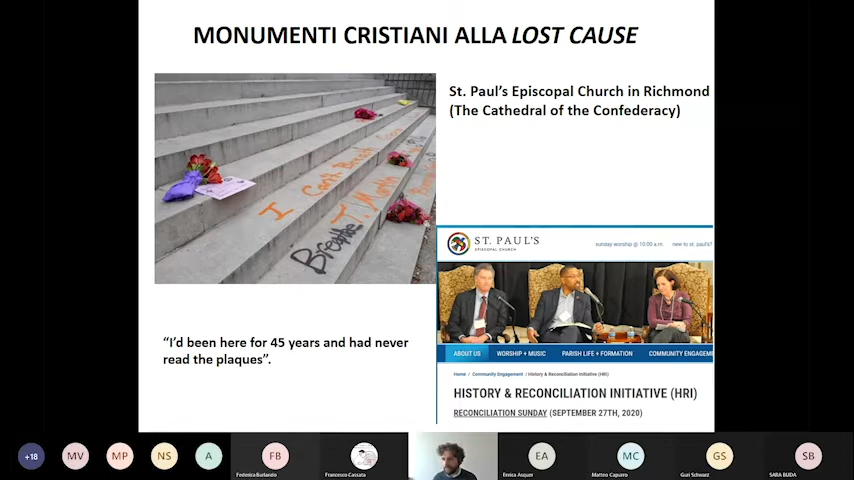 MONUMENTI CRISTIANI ALLA LOST CAUSE
St. Paul's Episcopal Church in Richmond
(The Cathedral of the Confederacy)
I Can't Breath
Breathe
ST. PAUL'S
EPISCOPAL CHURCH
sunday worship @ 10:00 a.m. new to st. paul's?
"I'd been here for 45 years and had never
read the plaques".
ABOUT US WORSHIP + MUSIC PARISH LIFE + FORMATION COMMUNITY ENGAGEM
Home / Community Engagement / History & Reconciliation Initiative (HRI)
HISTORY & RECONCILIATION INITIATIVE (HRI)
RECONCILIATION SUNDAY (SEPTEMBER 27TH, 2020)
+18 MV MP NS A FB EA MC GS SB
Federica Burlando Francesco Cassata Enrica Asquer Matteo Caparro Guri Schwarz SARA BUDA